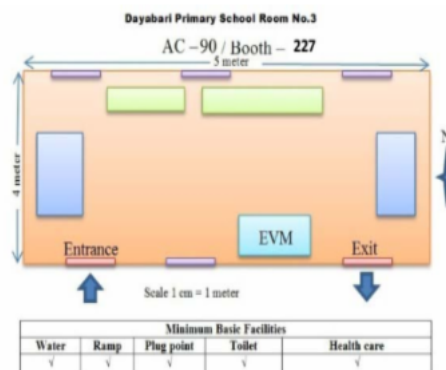 Dayabari Primary School Room No.3
AC – 90 / Booth – 227
5 meter
4 meter
N
EVM
Entrance
Exit
Scale 1 cm = 1 meter
Minimum Basic Facilities
Water Ramp Plug point Toilet Health care
√ √ √ √ √